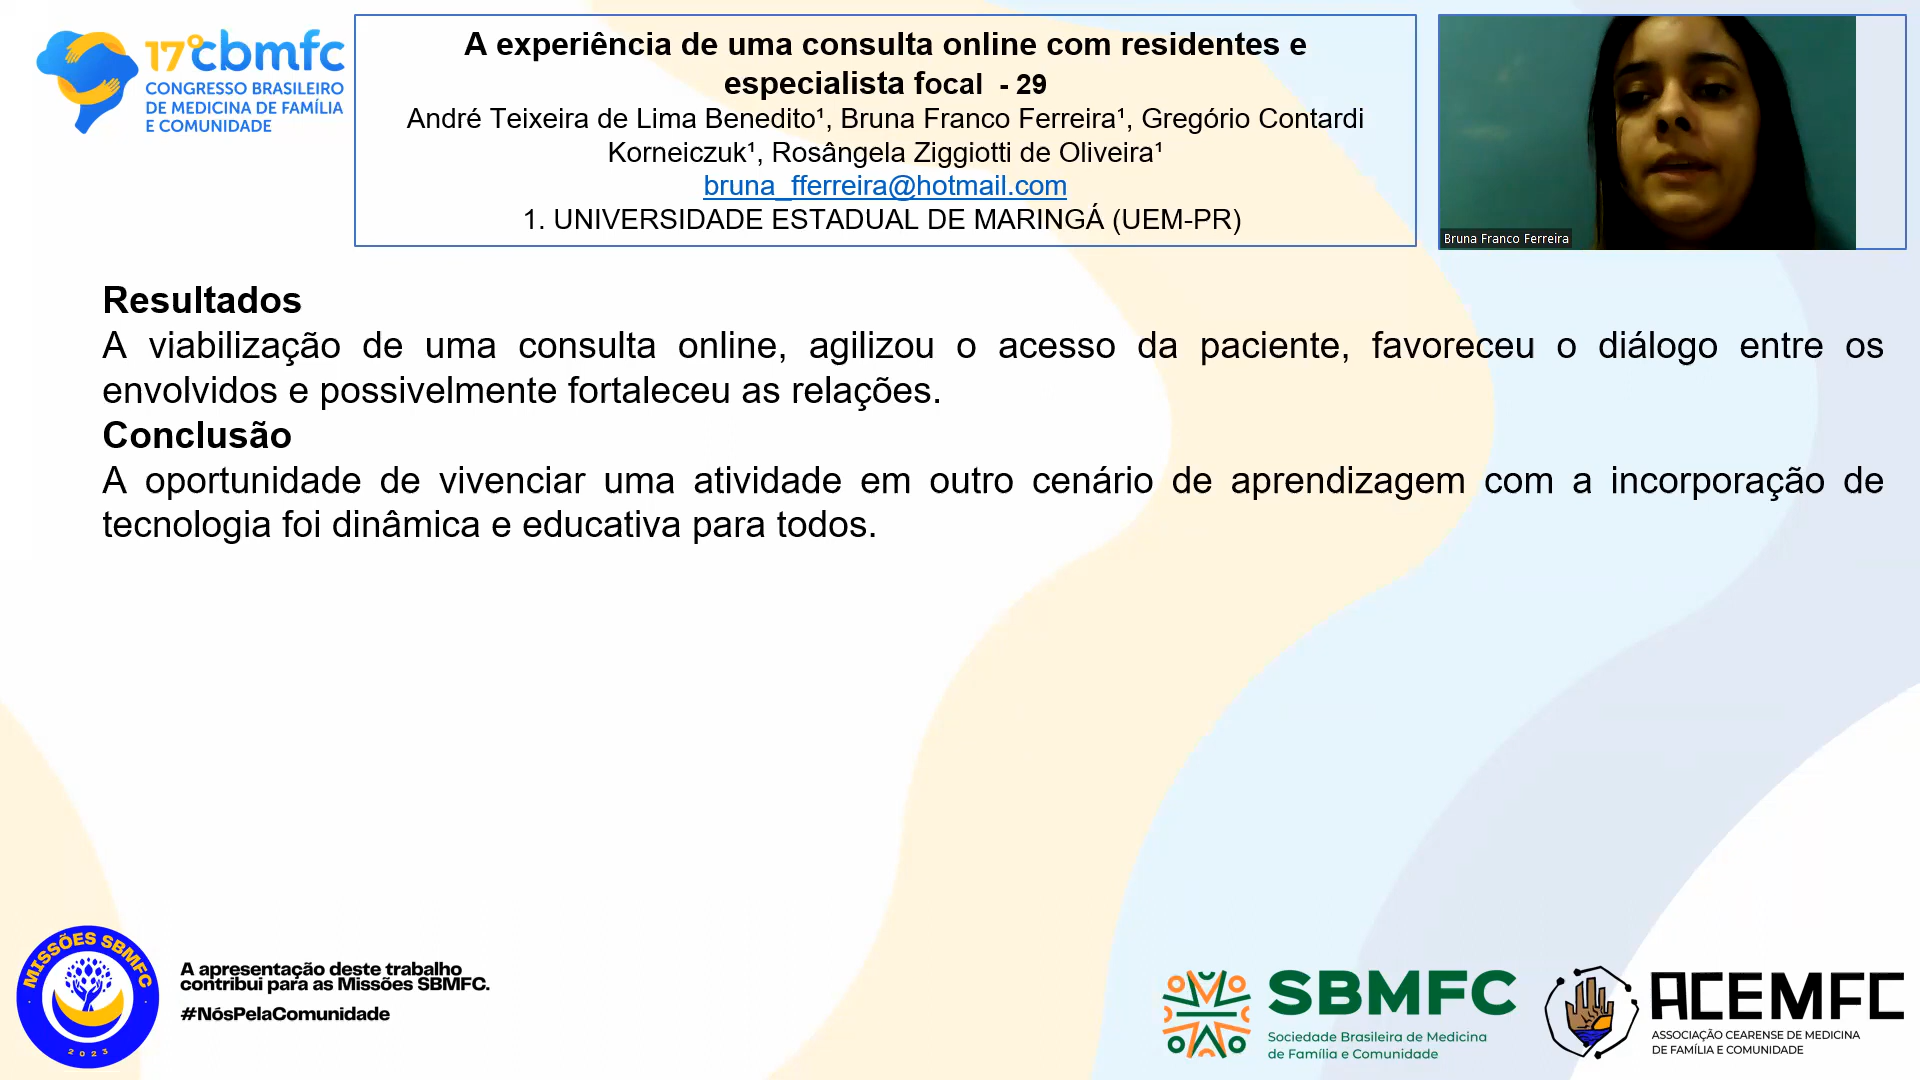 17º cbmfc
CONGRESSO BRASILEIRO
DE MEDICINA DE FAMÍLIA
E COMUNIDADE
A experiência de uma consulta online com residentes e
especialista focal - 29
André Teixeira de Lima Benedito¹, Bruna Franco Ferreira¹, Gregório Contardi
Korneiczuk¹, Rosângela Ziggiotti de Oliveira¹
bruna_fferreira@hotmail.com
1. UNIVERSIDADE ESTADUAL DE MARINGÁ (UEM-PR)
Bruna Franco Ferreira
Resultados
A viabilização de uma consulta online, agilizou o acesso da paciente, favoreceu o diálogo entre os
envolvidos e possivelmente fortaleceu as relações.
Conclusão
A oportunidade de vivenciar uma atividade em outro cenário de aprendizagem com a incorporação de
tecnologia foi dinâmica e educativa para todos.
MISSÕES SBMFC
2023
A apresentação deste trabalho
contribui para as Missões SBMFC.
#NósPelaComunidade
SBMFC
Sociedade Brasileira de Medicina
de Família e Comunidade
ACEMFC
ASSOCIAÇÃO CEARENSE DE MEDICINA
DE FAMÍLIA E COMUNIDADE